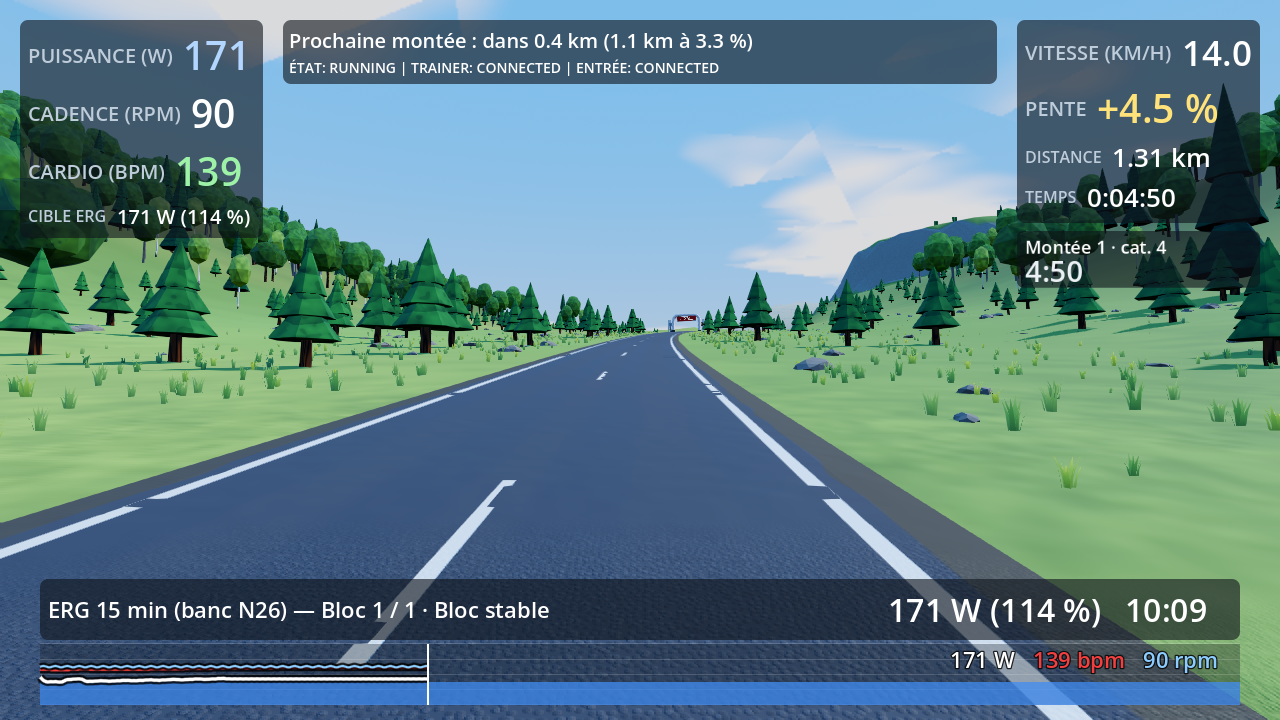 PUISSANCE (W) 171
CADENCE (RPM) 90
CARDIO (BPM) 139
CIBLE ERG 171 W (114 %)
Prochaine montée : dans 0.4 km (1.1 km à 3.3 %)
ÉTAT: RUNNING | TRAINER: CONNECTED | ENTRÉE: CONNECTED
VITESSE (KM/H) 14.0
PENTE +4.5 %
DISTANCE 1.31 km
TEMPS 0:04:50
Montée 1 · cat. 4
4:50
ERG 15 min (banc N26) — Bloc 1 / 1 · Bloc stable 171 W (114 %) 10:09
171 W 139 bpm 90 rpm